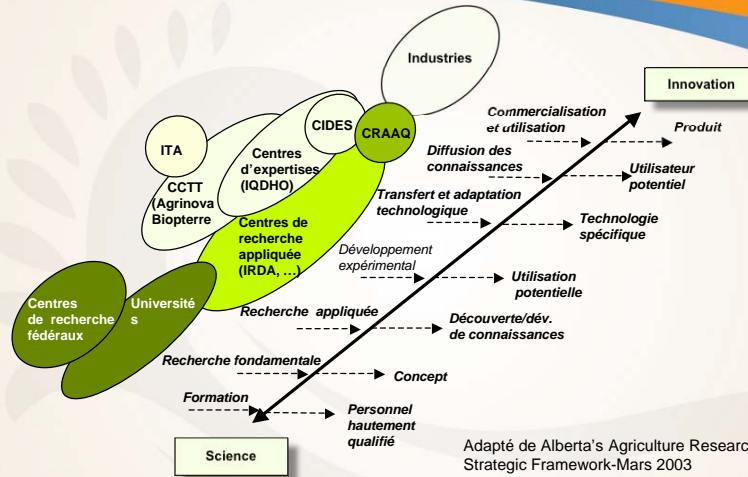 Industries
Innovation
Commercialisation
et utilisation
Produit
CIDES
CRAAQ
ITA
Centres
d'expertises
(IQDHO)
Diffusion des
connaissances
Utilisateur
potentiel
CCTT
(Agrinova
Biopterre
Transfert et adaptation
technologique
Technologie
spécifique
Centres de
recherche
appliquée
(IRDA, ...)
Développement
expérimental
Utilisation
potentielle
Centres
de recherche
fédéraux
Université
s
Recherche appliquée
Découverte/dév.
de connaissances
Recherche fondamentale
Concept
Formation
Personnel
hautement
qualifié
Science
Adapté de Alberta's Agriculture Researc
Strategic Framework-Mars 2003